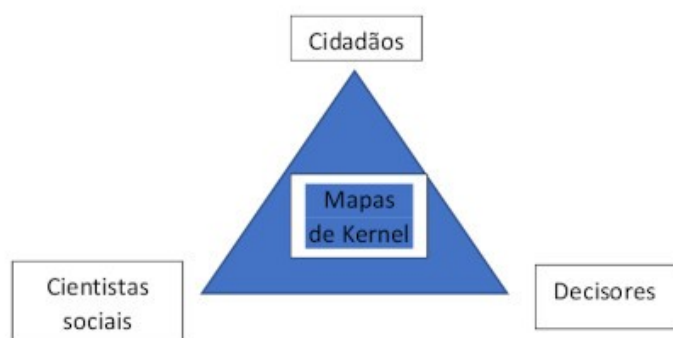 Cidadãos
Mapas
de Kernel
Cientistas
sociais
Decisores